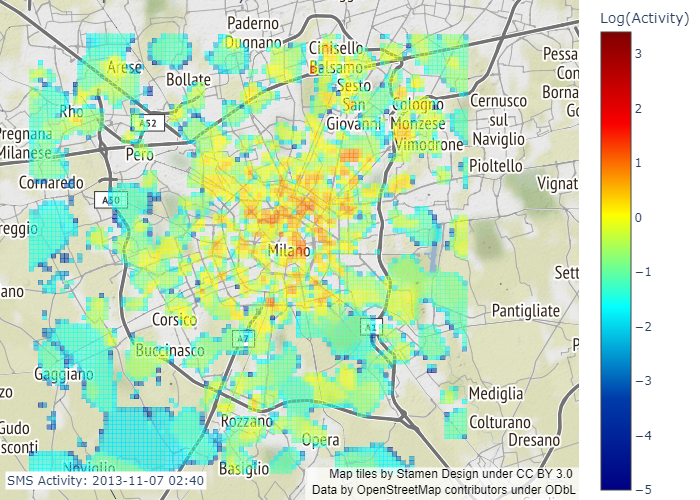 Log(Activity)
Paderno
Dugnano
Cinisello
Balsamo
Arese
Bollate
Sesto
San
Giovanni
Cologno
Monzese
Cernusco
sul
Naviglio
Rho
A52
Vimodrone
Pero
Pioltello
Cornaredo
A50
Milano
Pantigliate
Corsico
A7
A1
Buccinasco
Gaggiano
Mediglia
Rozzano
Colturano
Opera
Dresano
Basiglio
Noviglio
SMS Activity: 2013-11-07 02:40
Map tiles by Stamen Design under CC BY 3.0
Data by OpenStreetMap contributors under ODbL
Pessa
Con
Borna
Go
Pregnana
Milanese
Vignat
reggio
Sett
ano
zo
Gudo
sconti
P
3
2
1
0
−1
−2
−3
−4
−5